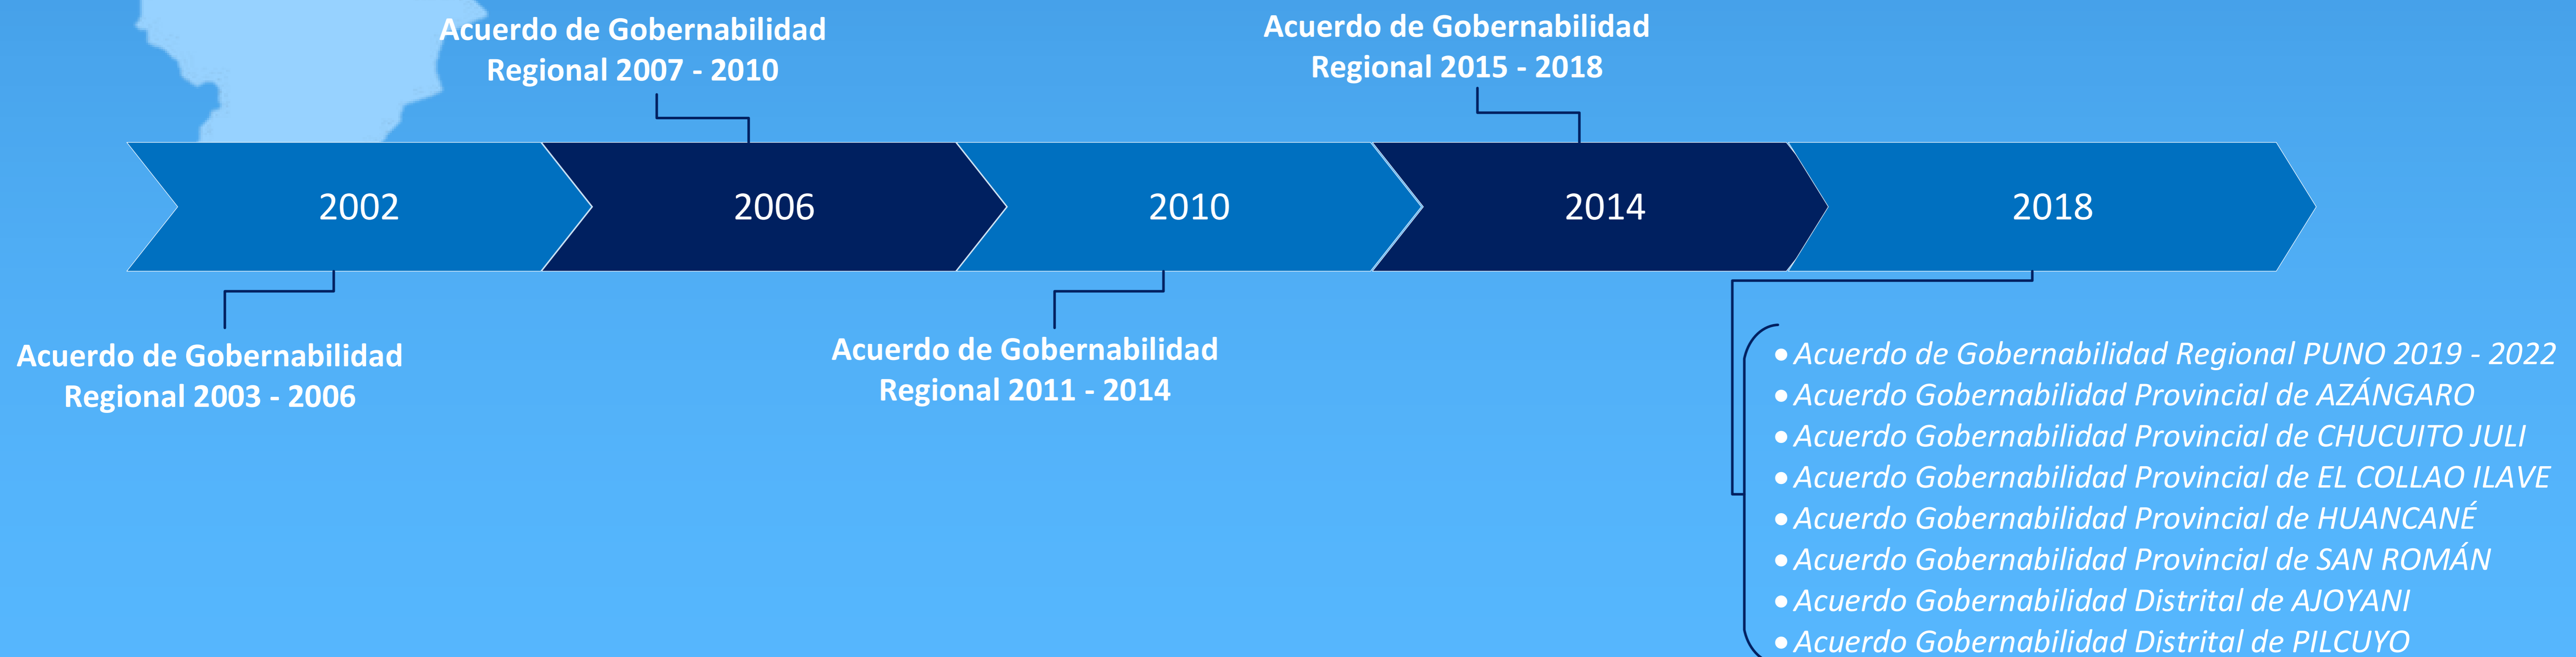 Acuerdo de Gobernabilidad
Regional 2007 - 2010
Acuerdo de Gobernabilidad
Regional 2015 - 2018
2002
2006
2010
2014
2018
Acuerdo de Gobernabilidad
Regional 2003 - 2006
Acuerdo de Gobernabilidad
Regional 2011 - 2014
• Acuerdo de Gobernabilidad Regional PUNO 2019 - 2022
• Acuerdo Gobernabilidad Provincial de AZÁNGARO
• Acuerdo Gobernabilidad Provincial de CHUCUITO JULI
• Acuerdo Gobernabilidad Provincial de EL COLLAO ILAVE
• Acuerdo Gobernabilidad Provincial de HUANCANÉ
• Acuerdo Gobernabilidad Provincial de SAN ROMÁN
• Acuerdo Gobernabilidad Distrital de AJOYANI
• Acuerdo Gobernabilidad Distrital de PILCUYO